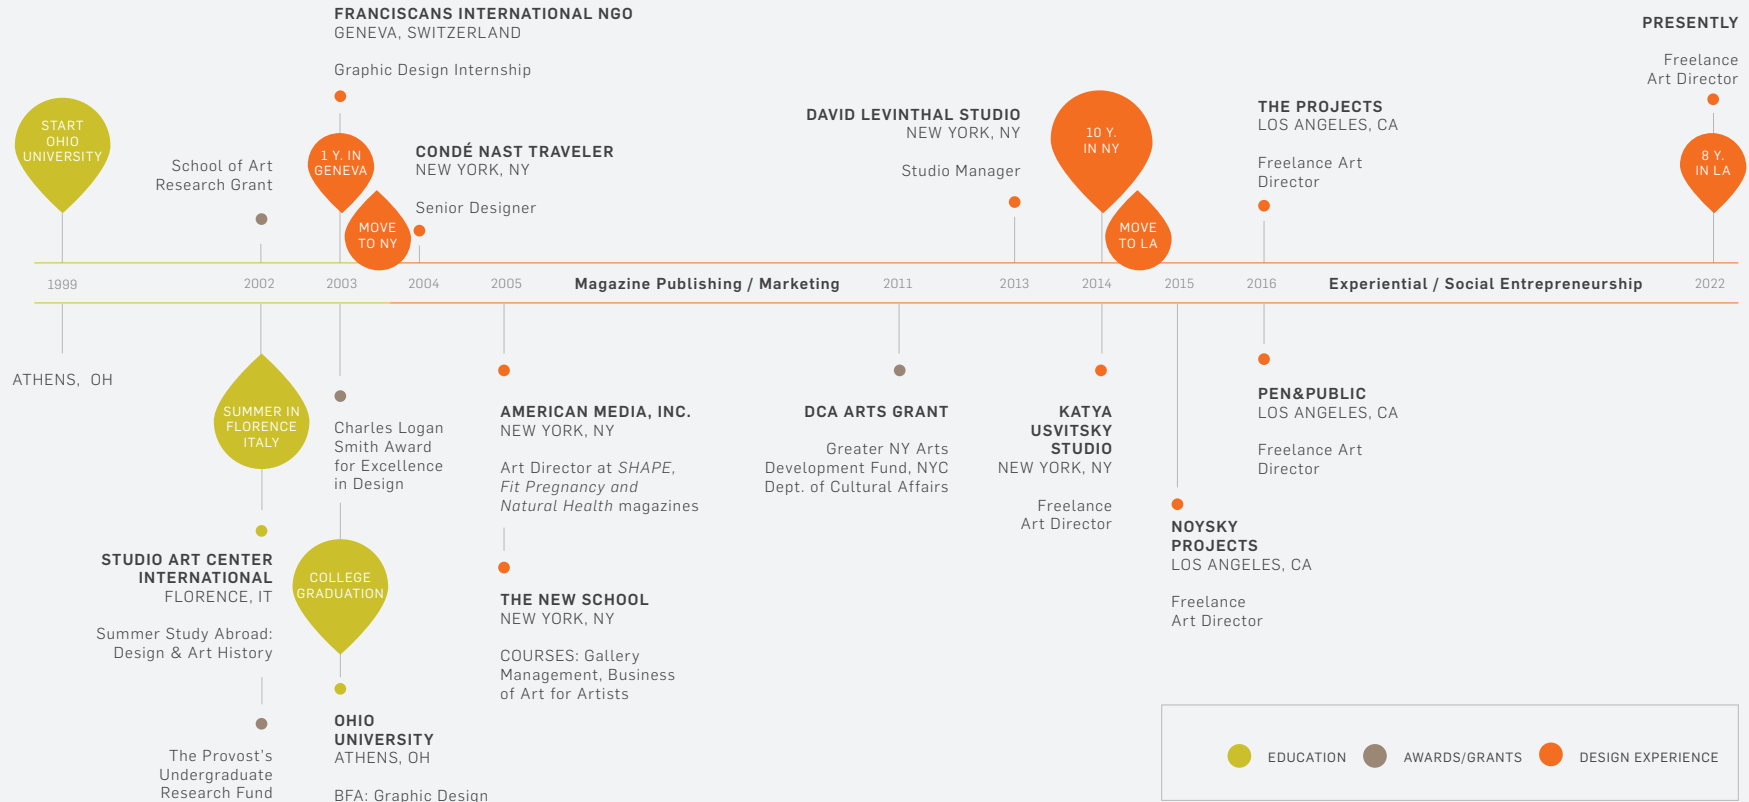 FRANCISCANS INTERNATIONAL NGO
GENEVA, SWITZERLAND
Graphic Design Internship
PRESENTLY
Freelance
Art Director
START
OHIO
UNIVERSITY
School of Art
Research Grant
1 Y. IN
GENEVA
CONDÉ NAST TRAVELER
NEW YORK, NY
Senior Designer
MOVE
TO NY
DAVID LEVINTHAL STUDIO
NEW YORK, NY
Studio Manager
10 Y.
IN NY
MOVE
TO LA
THE PROJECTS
LOS ANGELES, CA
Freelance Art
Director
8 Y.
IN LA
1999
2002
2003
2004
2005
Magazine Publishing / Marketing
2011
2013
2014
2015
2016
Experiential / Social Entrepreneurship
2022
ATHENS, OH
SUMMER IN
FLORENCE
ITALY
STUDIO ART CENTER
INTERNATIONAL
FLORENCE, IT
Summer Study Abroad:
Design & Art History
The Provost's
Undergraduate
Research Fund
Charles Logan
Smith Award
for Excellence
in Design
COLLEGE
GRADUATION
OHIO
UNIVERSITY
ATHENS, OH
BFA: Graphic Design
AMERICAN MEDIA, INC.
NEW YORK, NY
Art Director at SHAPE,
Fit Pregnancy and
Natural Health magazines
THE NEW SCHOOL
NEW YORK, NY
COURSES: Gallery
Management, Business
of Art for Artists
DCA ARTS GRANT
Greater NY Arts
Development Fund, NYC
Dept. of Cultural Affairs
KATYA
USVITSKY
STUDIO
NEW YORK, NY
Freelance
Art Director
NOYSKY
PROJECTS
LOS ANGELES, CA
Freelance
Art Director
PEN&PUBLIC
LOS ANGELES, CA
Freelance Art
Director
EDUCATION
AWARDS/GRANTS
DESIGN EXPERIENCE